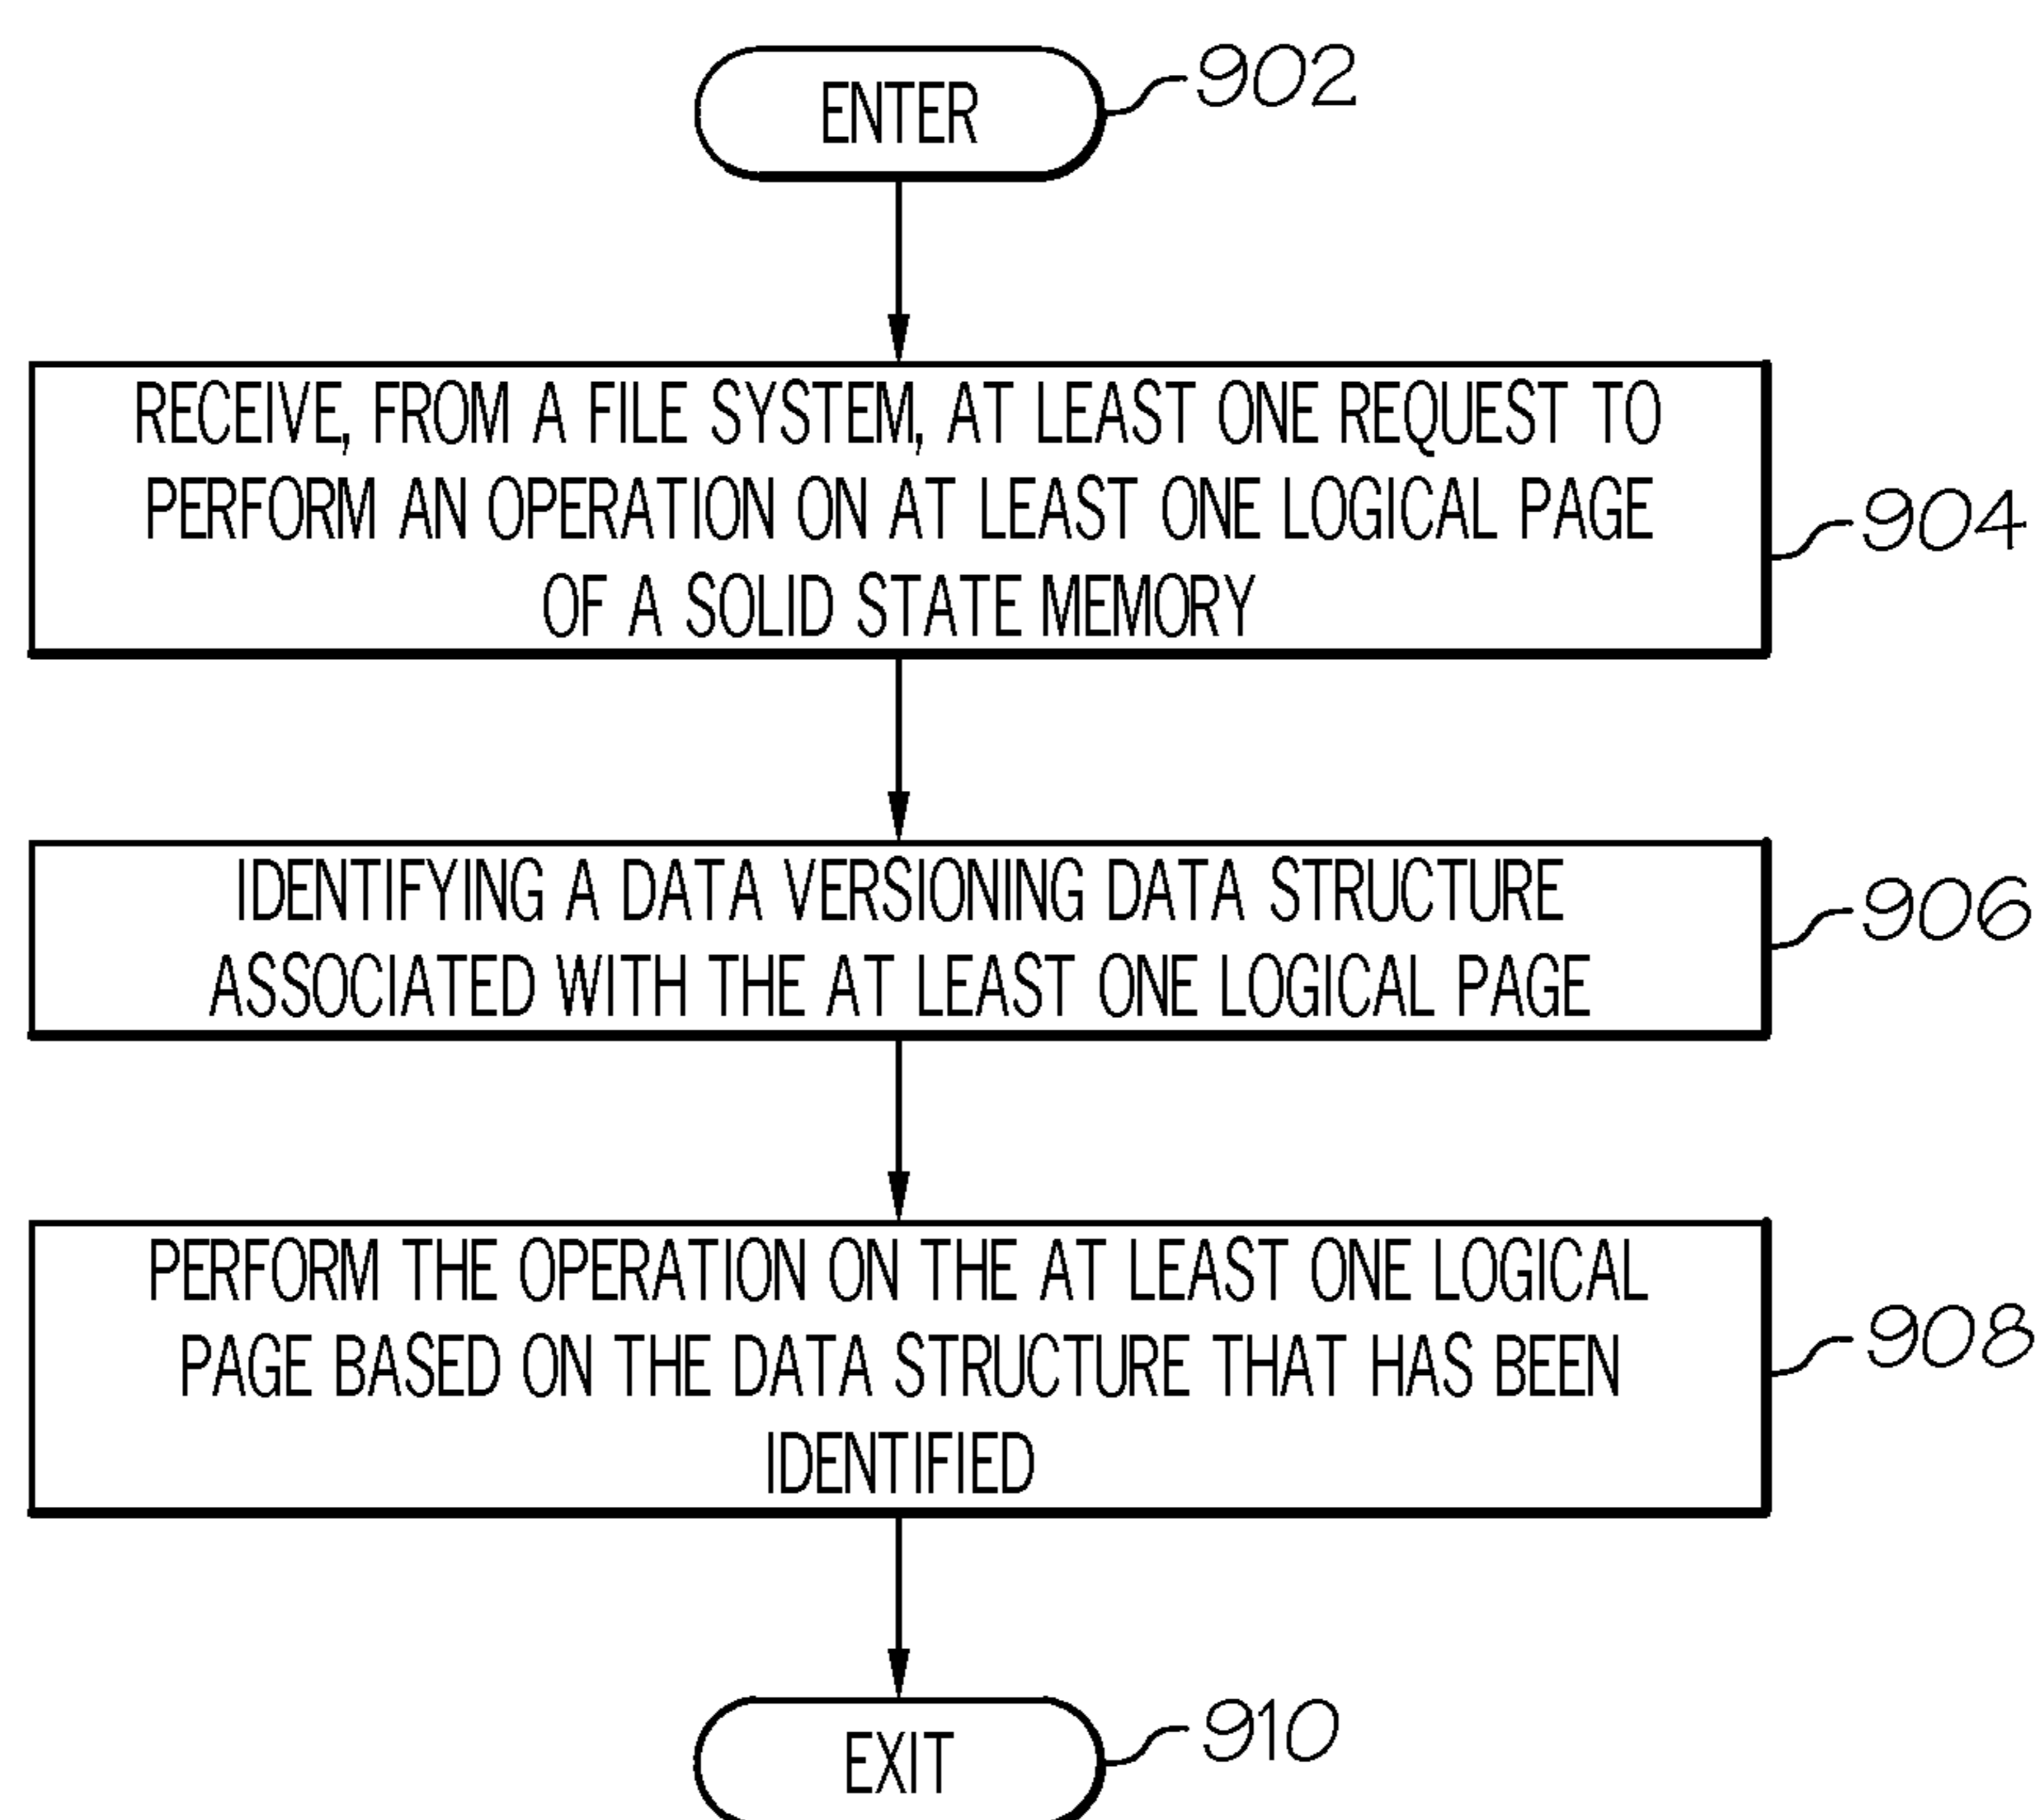 ENTER
902
RECEIVE, FROM A FILE SYSTEM, AT LEAST ONE REQUEST TO
PERFORM AN OPERATION ON AT LEAST ONE LOGICAL PAGE
OF A SOLID STATE MEMORY
904
IDENTIFYING A DATA VERSIONING DATA STRUCTURE
ASSOCIATED WITH THE AT LEAST ONE LOGICAL PAGE
906
PERFORM THE OPERATION ON THE AT LEAST ONE LOGICAL
PAGE BASED ON THE DATA STRUCTURE THAT HAS BEEN
IDENTIFIED
908
EXIT
910